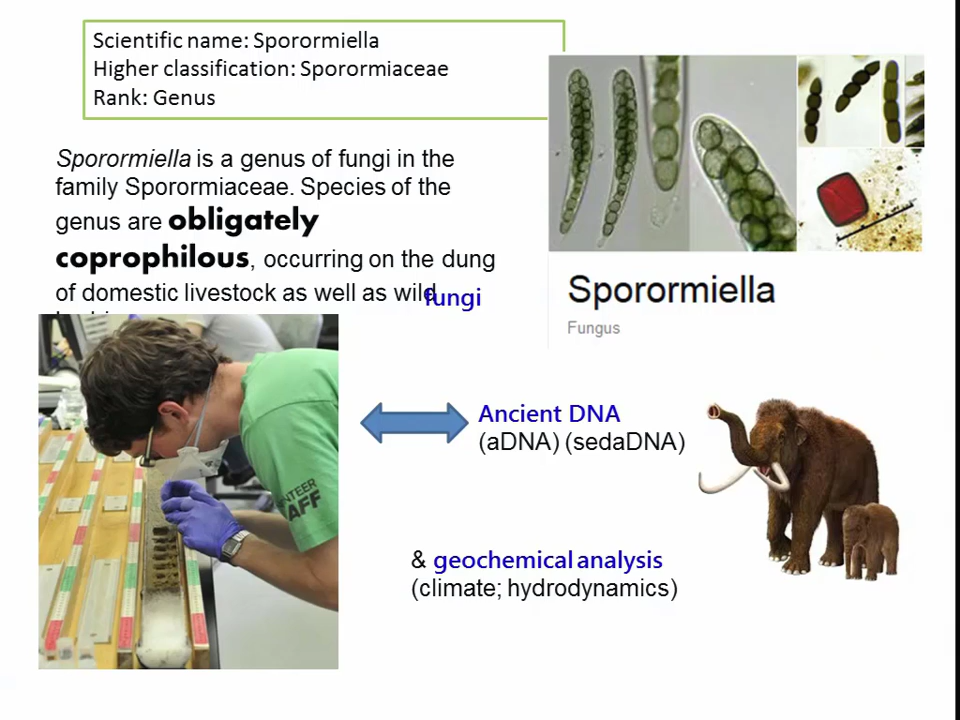 Scientific name: Sporormiella
Higher classification: Sporormiaceae
Rank: Genus
Sporormiella is a genus of fungi in the
family Sporormiaceae. Species of the
genus are obligately
coprophilous, occurring on the dung
of domestic livestock as well as wild
fungi
Sporormiella
Fungus
Ancient DNA
(aDNA) (sedaDNA)
& geochemical analysis
(climate; hydrodynamics)